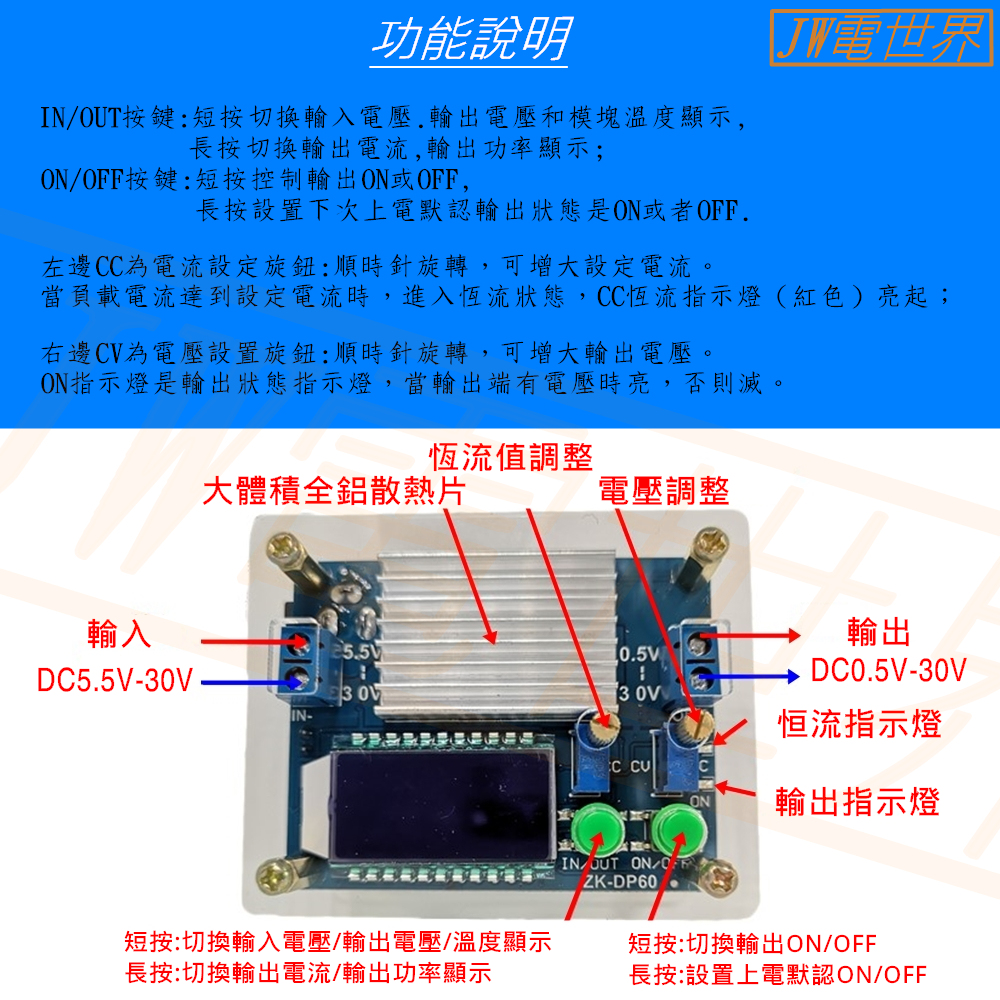 功能說明
JW電世界
IN/OUT按鍵:短按切換輸入電壓.輸出電壓和模塊溫度顯示,
長按切換輸出電流,輸出功率顯示;
ON/OFF按鍵:短按控制輸出ON或OFF,
長按設置下次上電默認輸出狀態是ON或者OFF.
左邊CC為電流設定旋鈕:順時針旋轉,可增大設定電流。
當負載電流達到設定電流時,進入恆流狀態,CC恆流指示燈(紅色)亮起;
右邊CV為電壓設置旋鈕:順時針旋轉,可增大輸出電壓。
ON指示燈是輸出狀態指示燈,當輸出端有電壓時亮,否則滅。
恆流值調整
大體積全鋁散熱片
電壓調整
輸入
DC5.5V-30V
輸出
DC0.5V-30V
5.5V
3 0V
IN-
0.5V
3 0V
恒流指示燈
輸出指示燈
CC CV
C
ON
IN/OUT ON/OFF
ZK-DP60
短按:切換輸入電壓/輸出電壓/溫度顯示
長按:切換輸出電流/輸出功率顯示
短按:切換輸出ON/OFF
長按:設置上電默認ON/OFF